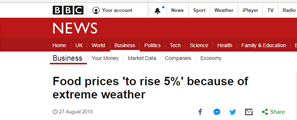 BBC Your account News Sport Weather iPlayer TV Radio
NEWS
Home UK World Business Politics Tech Science Health Family & Education
Business Your Money Market Data Companies Economy
Food prices 'to rise 5%' because of
extreme weather
27 August 2018 Share